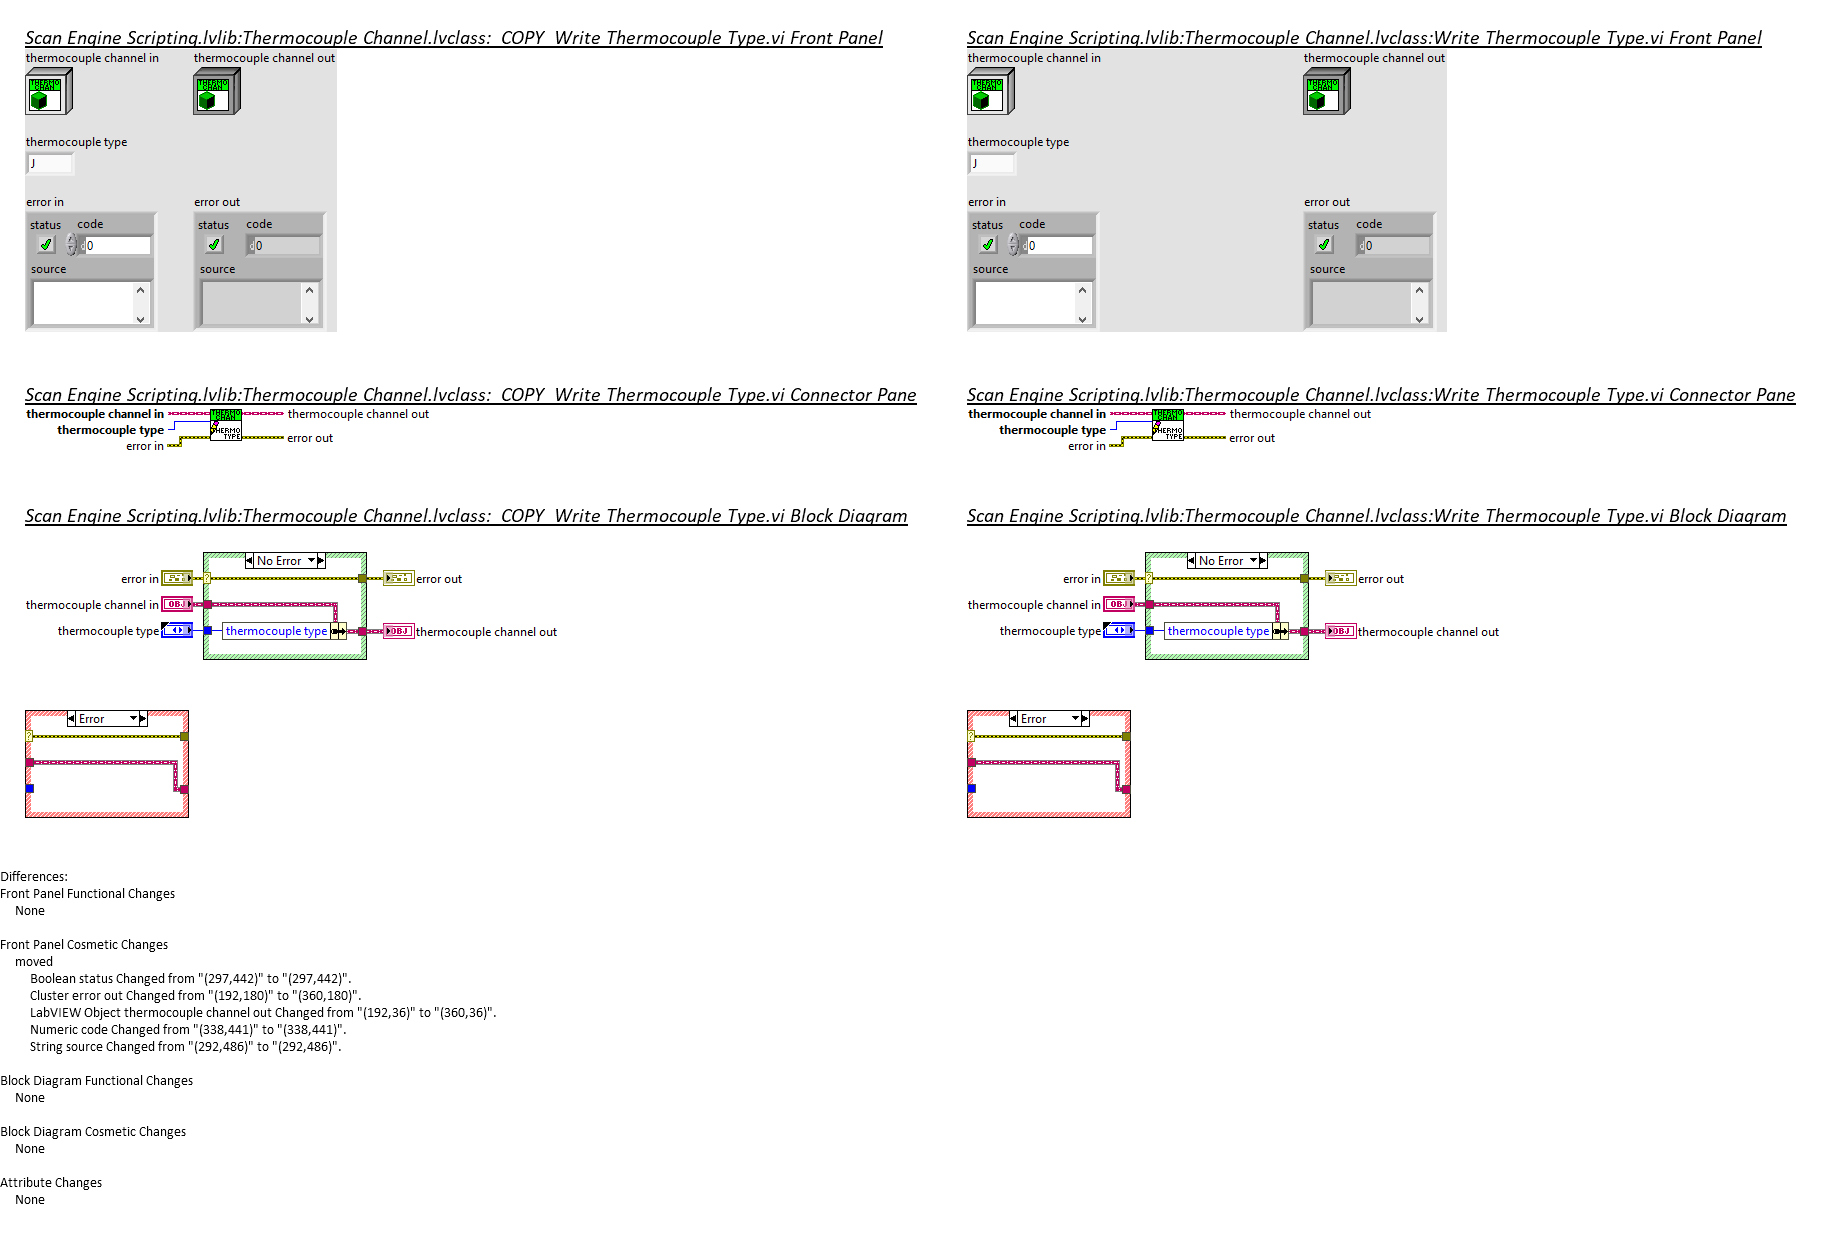 Scan Engine Scripting.lvlib:Thermocouple Channel.lvclass:_COPY_Write Thermocouple Type.vi Front Panel
thermocouple channel in
thermocouple channel out
THERMO
CHAN
THERMO
CHAN
thermocouple type
J
error in
error out
status
code
status
code
d
0
d
0
source
source
Scan Engine Scripting.lvlib:Thermocouple Channel.lvclass:Write Thermocouple Type.vi Front Panel
thermocouple channel in
thermocouple channel out
THERMO
CHAN
THERMO
CHAN
thermocouple type
J
error in
error out
status
code
status
code
d
0
d
0
source
source
Scan Engine Scripting.lvlib:Thermocouple Channel.lvclass:_COPY_Write Thermocouple Type.vi Connector Pane
thermocouple channel in
thermocouple type
error in
THERMO
CHAN
THERMO
TYPE
thermocouple channel out
error out
Scan Engine Scripting.lvlib:Thermocouple Channel.lvclass:Write Thermocouple Type.vi Connector Pane
thermocouple channel in
thermocouple type
error in
THERMO
CHAN
THERMO
TYPE
thermocouple channel out
error out
Scan Engine Scripting.lvlib:Thermocouple Channel.lvclass:_COPY_Write Thermocouple Type.vi Block Diagram
No Error
error in
?
error out
thermocouple channel in
OBJ
thermocouple type
thermocouple type
OBJ
thermocouple channel out
Error
?
Scan Engine Scripting.lvlib:Thermocouple Channel.lvclass:Write Thermocouple Type.vi Block Diagram
No Error
error in
?
error out
thermocouple channel in
OBJ
thermocouple type
thermocouple type
OBJ
thermocouple channel out
Error
?
Differences:
Front Panel Functional Changes
None
Front Panel Cosmetic Changes
moved
Boolean status Changed from "(297,442)" to "(297,442)".
Cluster error out Changed from "(192,180)" to "(360,180)".
LabVIEW Object thermocouple channel out Changed from "(192,36)" to "(360,36)".
Numeric code Changed from "(338,441)" to "(338,441)".
String source Changed from "(292,486)" to "(292,486)".
Block Diagram Functional Changes
None
Block Diagram Cosmetic Changes
None
Attribute Changes
None